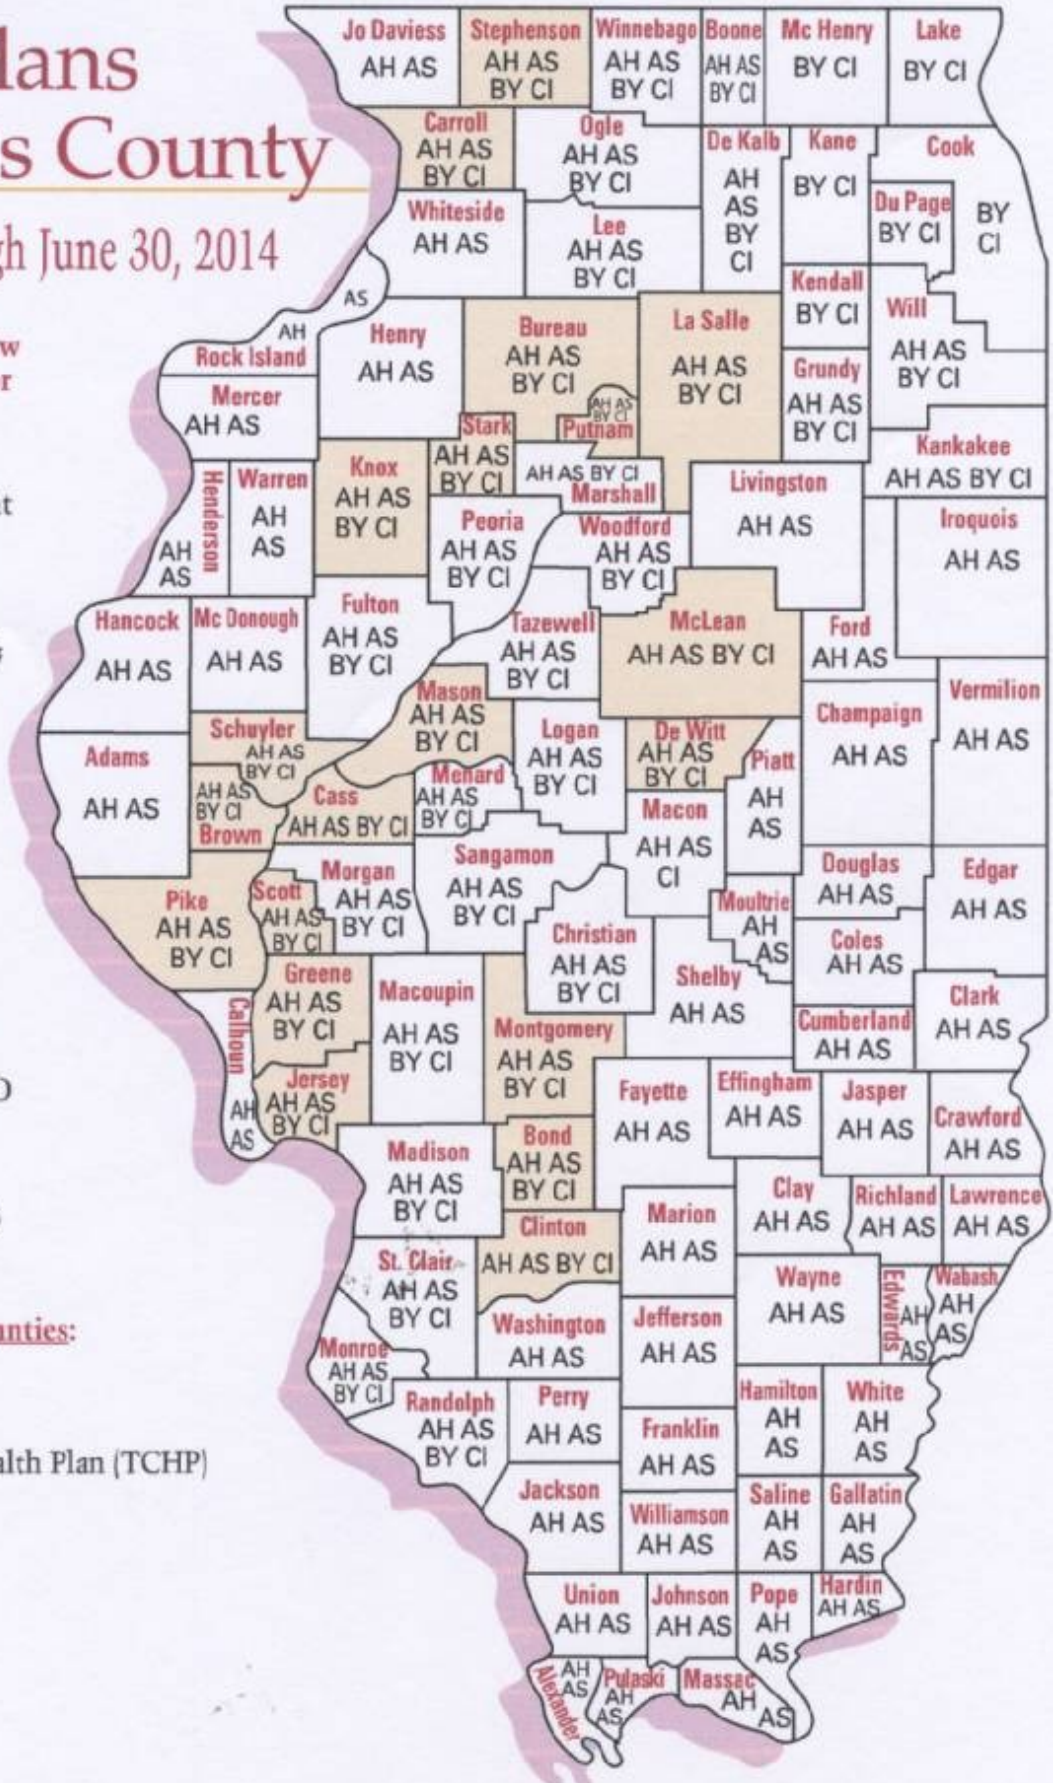 lans
s County
gh June 30, 2014
w
r
t
f
O
s
unties:
alth Plan (TCHP)
Jo Daviess
AH AS
Stephenson
AH AS
BY CI
Winnebago
AH AS
BY CI
Boone
AH AS
BY CI
Mc Henry
BY CI
Lake
BY CI
Carroll
AH AS
BY CI
Ogle
AH AS
BY CI
De Kalb
AH
AS
BY
CI
Kane
BY CI
Cook
BY
CI
Du Page
BY CI
Whiteside
AH AS
Lee
AH AS
BY CI
Kendall
BY CI
Will
AH AS
BY CI
AS
AH
Rock Island
Henry
AH AS
Bureau
AH AS
BY CI
La Salle
AH AS
BY CI
Grundy
AH AS
BY CI
Mercer
AH AS
AH AS
BY CI
Putnam
Stark
AH AS
BY CI
Kankakee
AH AS BY CI
Henderson
AH
AS
Warren
AH
AS
Knox
AH AS
BY CI
AH AS BY CI
Marshall
Livingston
AH AS
Iroquois
AH AS
Peoria
AH AS
BY CI
Woodford
AH AS
BY CI
Hancock
AH AS
Mc Donough
AH AS
Fulton
AH AS
BY CI
Tazewell
AH AS
BY CI
McLean
AH AS BY CI
Ford
AH AS
Vermilion
AH AS
Mason
AH AS
BY CI
Schuyler
AH AS
BY CI
Logan
AH AS
BY CI
De Witt
AH AS
BY CI
Champaign
AH AS
Adams
AH AS
AH AS
BY CI
Brown
Cass
AH AS BY CI
Menard
AH AS
BY CI
Piatt
AH
AS
Macon
AH AS
CI
Pike
AH AS
BY CI
Scott
AH AS
BY CI
Morgan
AH AS
BY CI
Sangamon
AH AS
BY CI
Douglas
AH AS
Edgar
AH AS
Moultrie
AH
AS
Christian
AH AS
BY CI
Coles
AH AS
Shelby
AH AS
Greene
AH AS
BY CI
Macoupin
AH AS
BY CI
Montgomery
AH AS
BY CI
Cumberland
AH AS
Clark
AH AS
Calhoun
AH
AS
Jersey
AH AS
BY CI
Fayette
AH AS
Effingham
AH AS
Jasper
AH AS
Crawford
AH AS
Madison
AH AS
BY CI
Bond
AH AS
BY CI
Clay
AH AS
Richland
AH AS
Lawrence
AH AS
Clinton
AH AS BY CI
Marion
AH AS
St. Clair
AH AS
BY CI
Wayne
AH AS
Edwards
AH
AS
Wabash
AH
AS
Washington
AH AS
Jefferson
AH AS
Monroe
AH AS
BY CI
Randolph
AH AS
BY CI
Perry
AH AS
Hamilton
AH
AS
White
AH
AS
Franklin
AH AS
Jackson
AH AS
Williamson
AH AS
Saline
AH
AS
Gallatin
AH
AS
Union
AH AS
Johnson
AH AS
Pope
AH
AS
Hardin
AH AS
Alexander
AH
AS
Pulaski
AH
AS
Massac
AH
AS